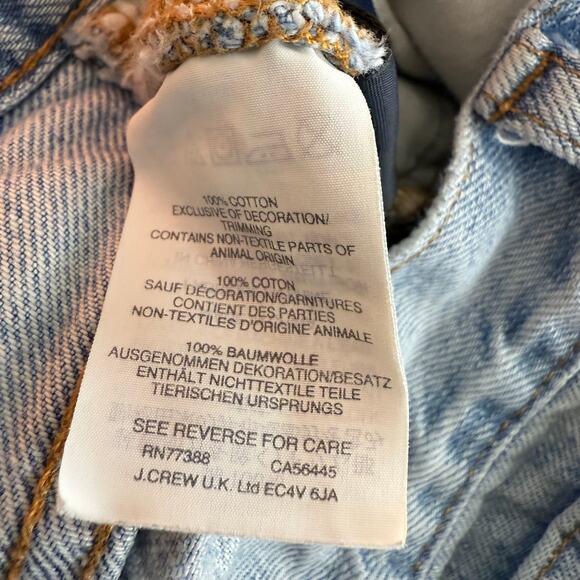 100% COTTON
EXCLUSIVE OF DECORATION/
TRIMMING
CONTAINS NON-TEXTILE PARTS OF
ANIMAL ORIGIN
100% COTON
SAUF DÉCORATION/GARNITURES
CONTIENT DES PARTIES
NON-TEXTILES D'ORIGINE ANIMALE
100% BAUMWOLLE
AUSGENOMMEN DEKORATION/BESATZ
ENTHÄLT NICHTTEXTILE TEILE
TIERISCHEN URSPRUNGS
SEE REVERSE FOR CARE
RN77388 CA56445
J.CREW U.K. Ltd EC4V 6JA